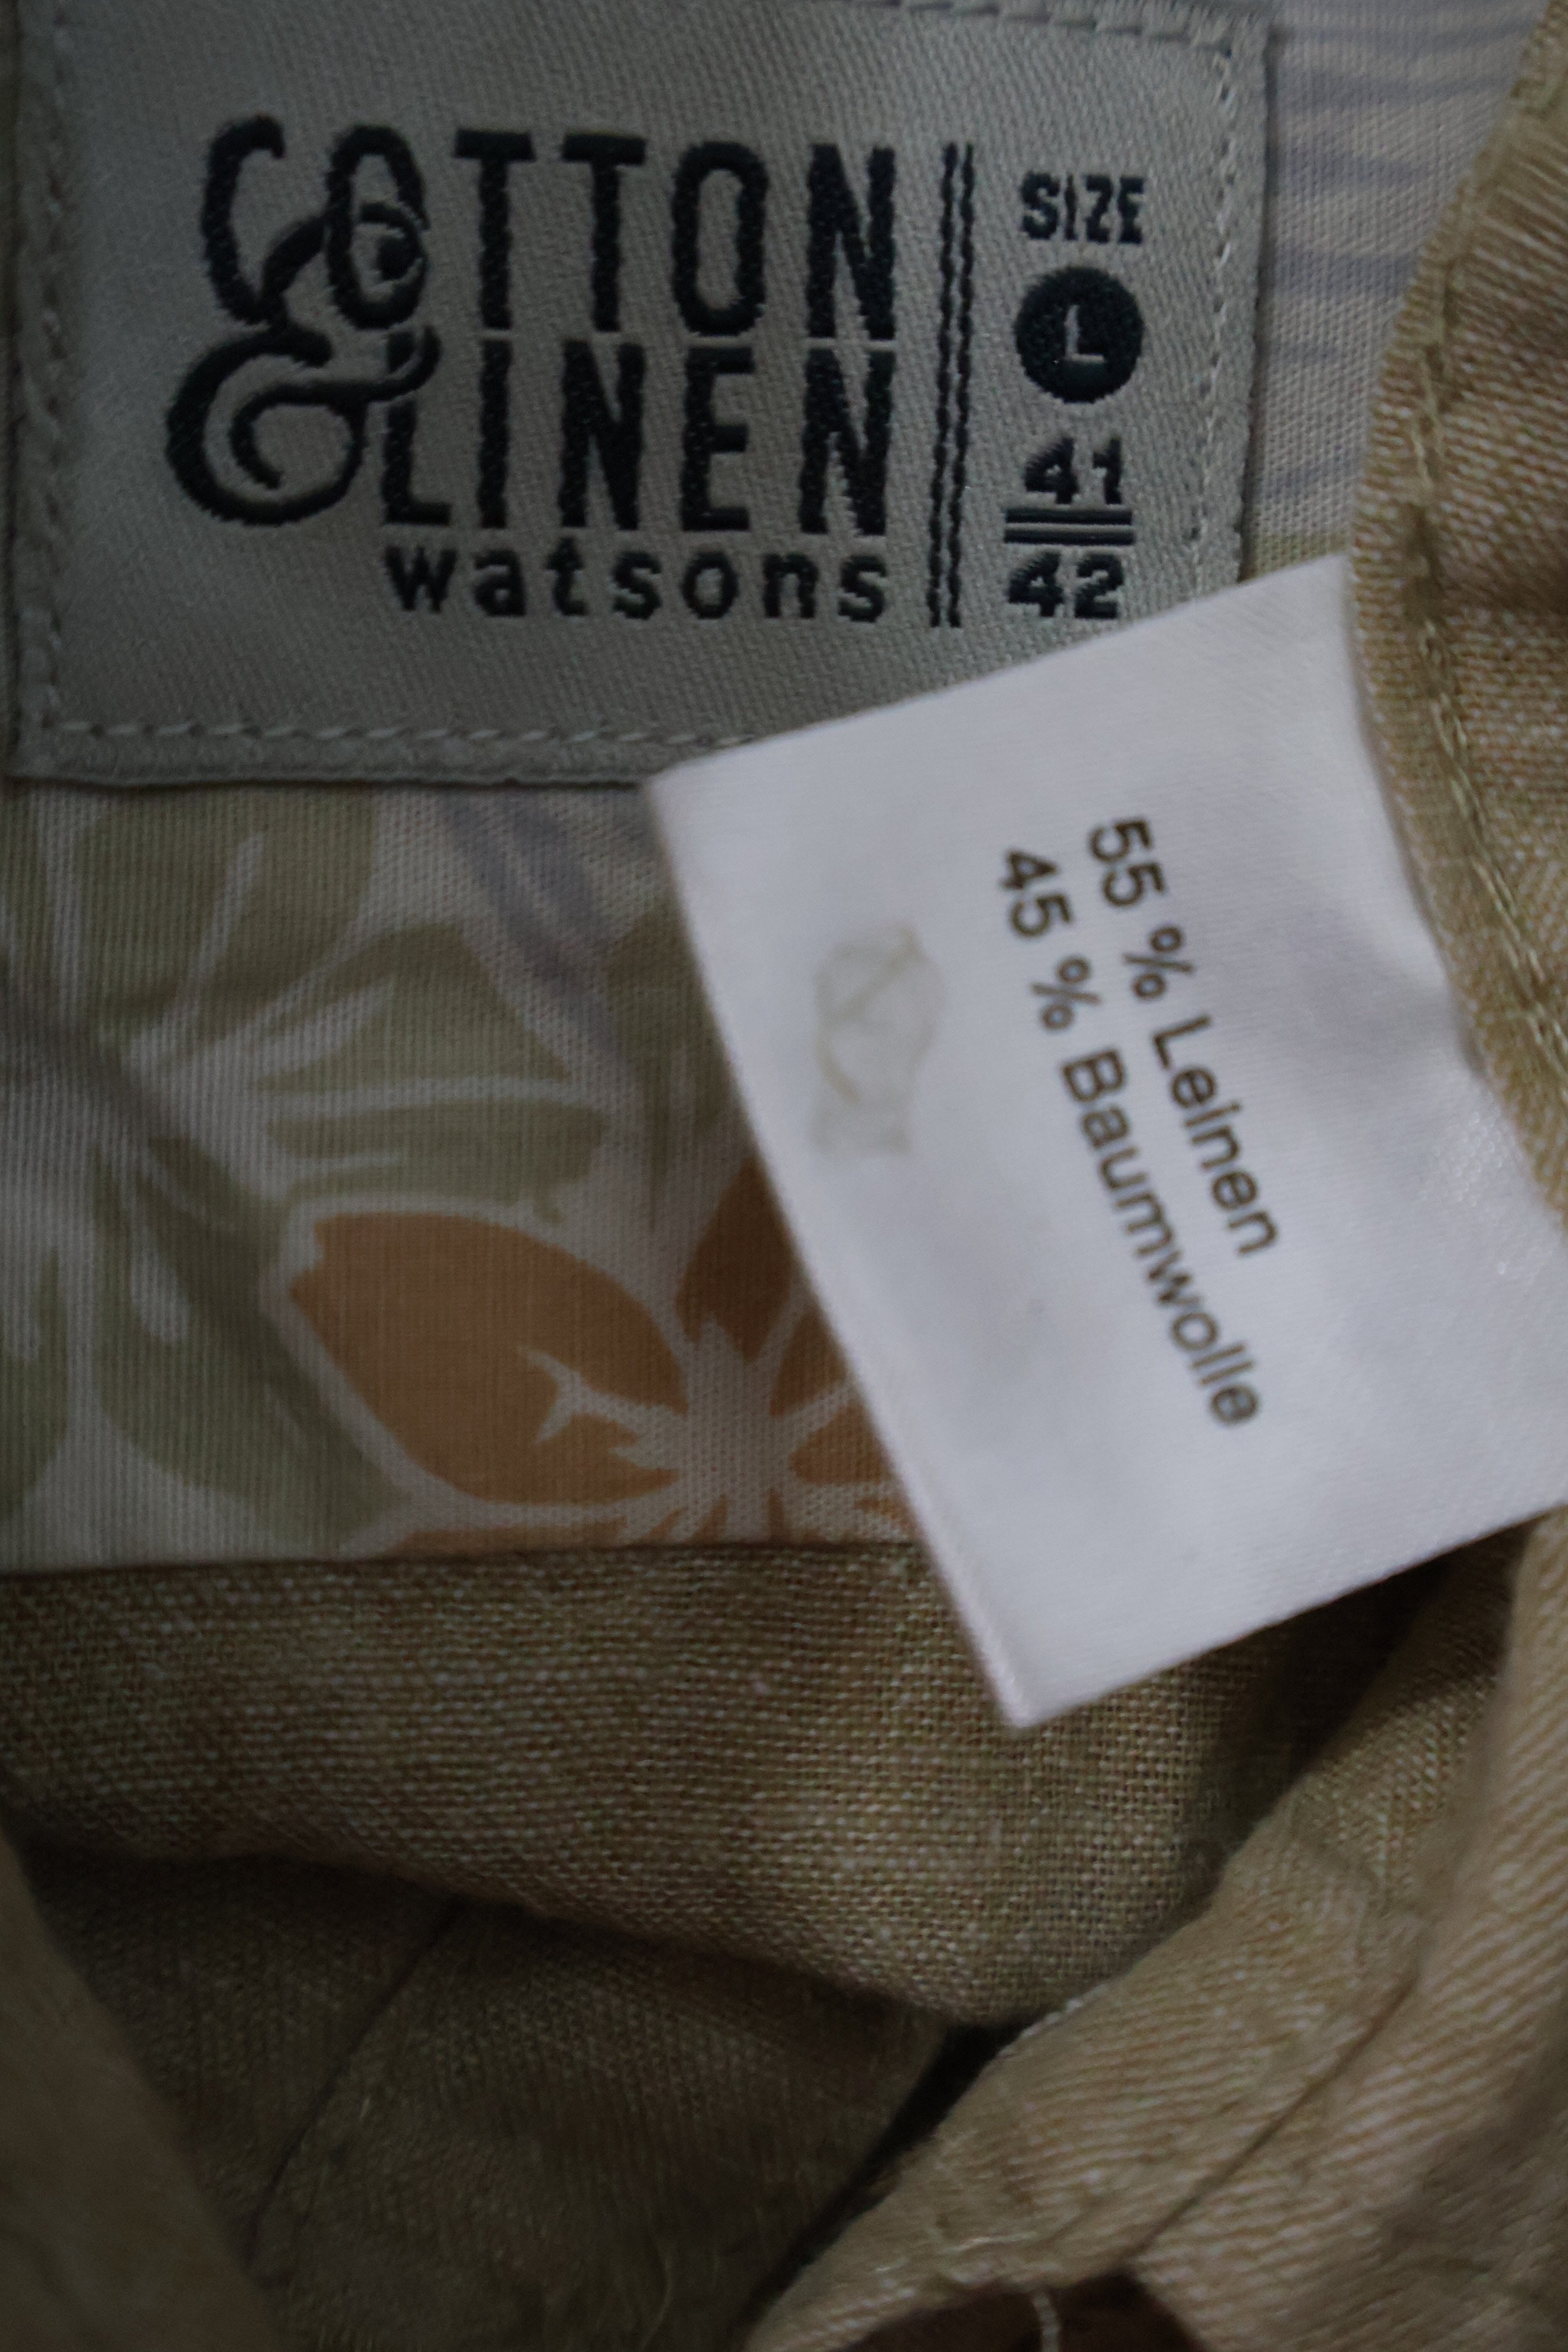 COTTON
& LINEN
watsons
SIZE
L
41
42
55 % Leinen
45 % Baumwolle